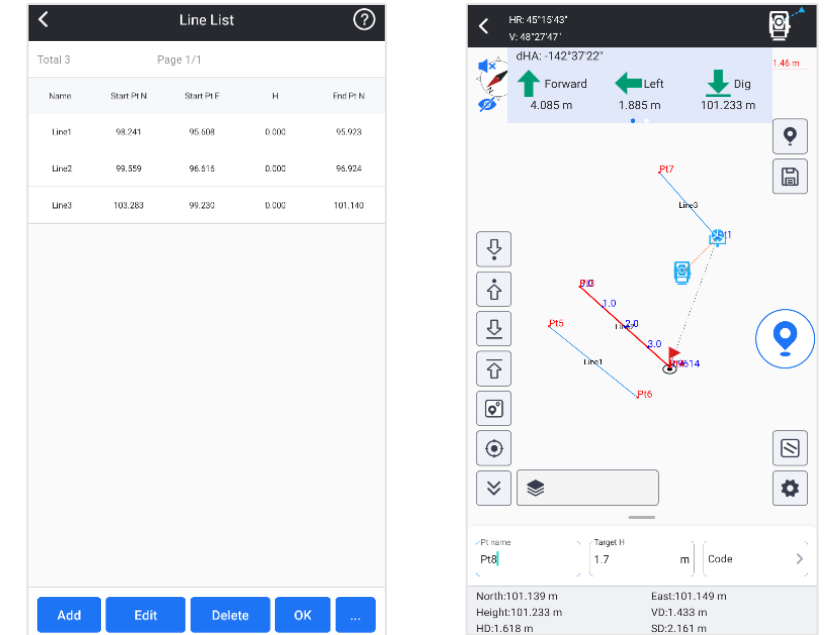 Line List
Total 3 Page 1/1
Name Start Pt N Start Pt E H End Pt N
Line1 98.241 95.608 0.000 95.923
Line2 99.559 96.616 0.000 96.924
Line3 103.283 99.230 0.000 101.140
Add Edit Delete OK ...
HR: 45°15'43"
V: 48°27'47"
dHA: -142°37'22"
1.46 m
Forward Left Dig
4.085 m 1.885 m 101.233 m
N
Pt7
Line3
1.0
Pt5
2.0
3.0
Line1
Pt6
Pt name Target H
Pt8 1.7 m Code
North:101.139 m East:101.149 m
Height:101.233 m VD:1.433 m
HD:1.618 m SD:2.161 m